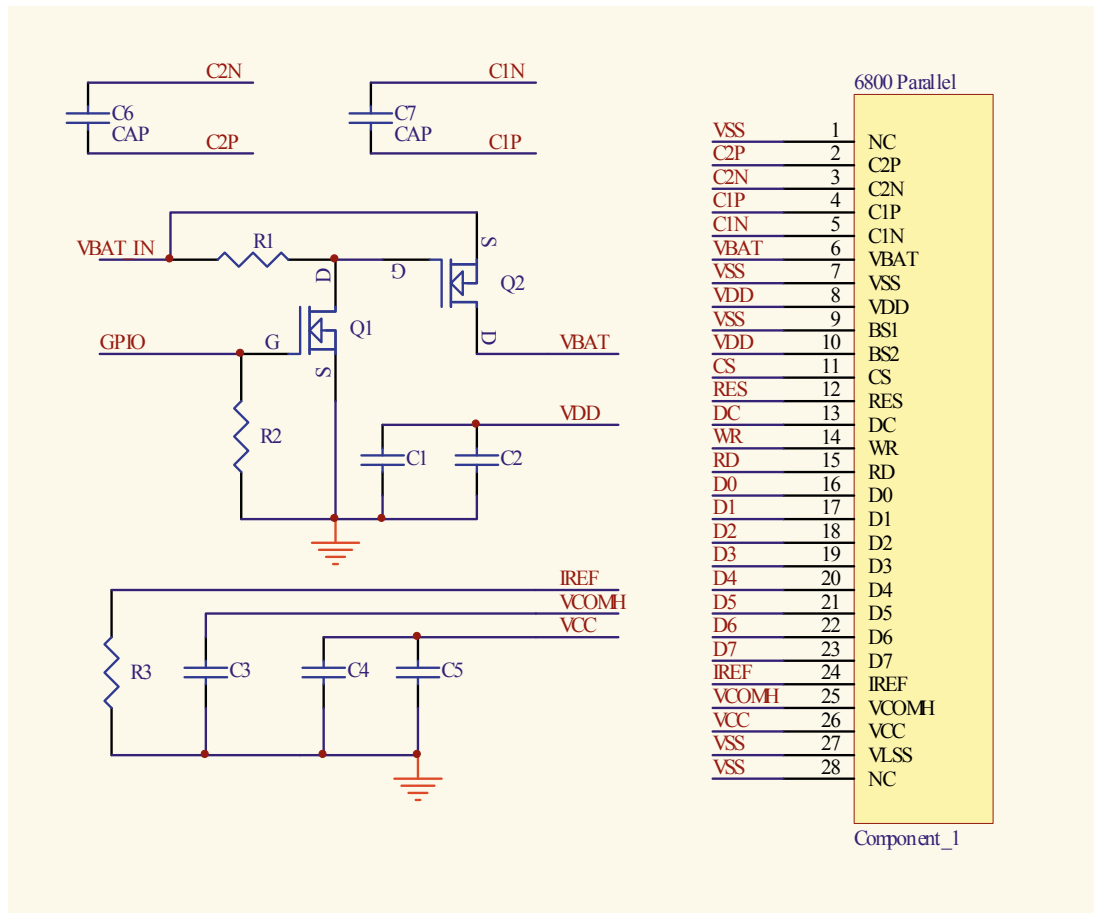 C2N
C6
CAP
C2P
C1N
C7
CAP
C1P
VBAT IN
R1
D
G
S
Q2
D
VBAT
GPIO
G
Q1
S
R2
VDD
C1
C2
IREF
VCOMH
VCC
R3
C3
C4
C5
6800 Parallel
VSS 1 NC
C2P 2 C2P
C2N 3 C2N
C1P 4 C1P
C1N 5 C1N
VBAT 6 VBAT
VSS 7 VSS
VDD 8 VDD
VSS 9 BS1
VDD 10 BS2
CS 11 CS
RES 12 RES
DC 13 DC
WR 14 WR
RD 15 RD
D0 16 D0
D1 17 D1
D2 18 D2
D3 19 D3
D4 20 D4
D5 21 D5
D6 22 D6
D7 23 D7
IREF 24 IREF
VCOMH 25 VCOMH
VCC 26 VCC
VSS 27 VLSS
VSS 28 NC
Component_1